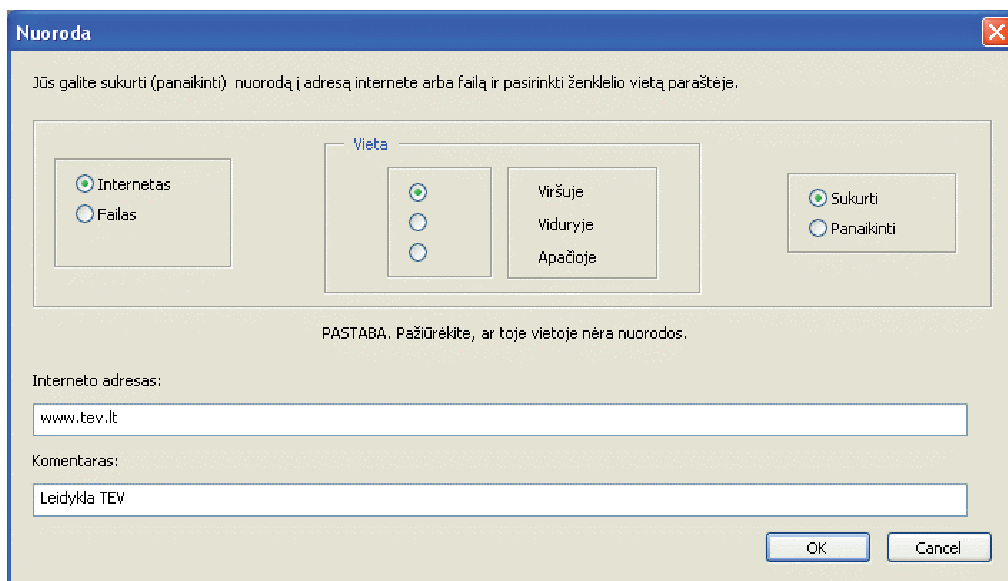 Nuoroda
Jūs galite sukurti (panaikinti) nuorodą į adresą internete arba failą ir pasirinkti ženklelio vietą paraštėje.
Vieta
Internetas
Failas
Viršuje
Viduryje
Apačioje
Sukurti
Panaikinti
PASTABA. Pažiūrėkite, ar toje vietoje nėra nuorodos.
Interneto adresas:
www.tev.lt
Komentaras:
Leidykla TEV
OK
Cancel